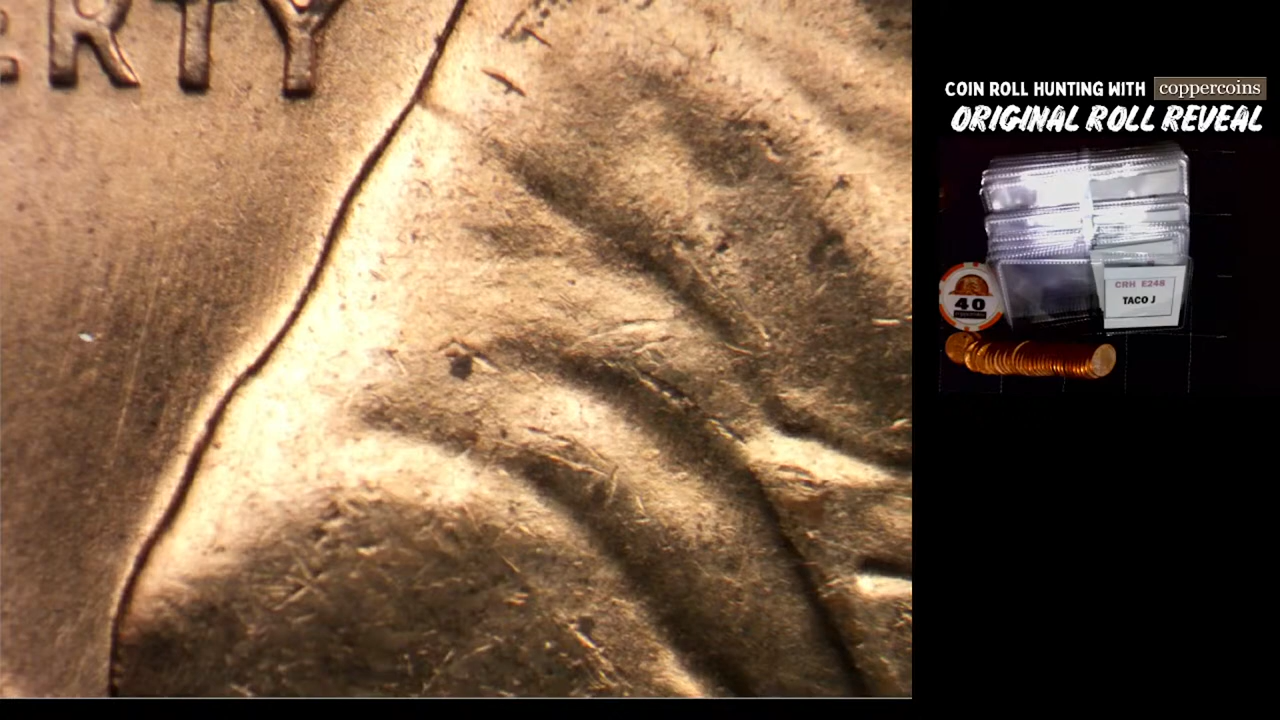 ERTY
COIN ROLL HUNTING WITH coppercoins
ORIGINAL ROLL REVEAL
CRH E248
TACO J
40